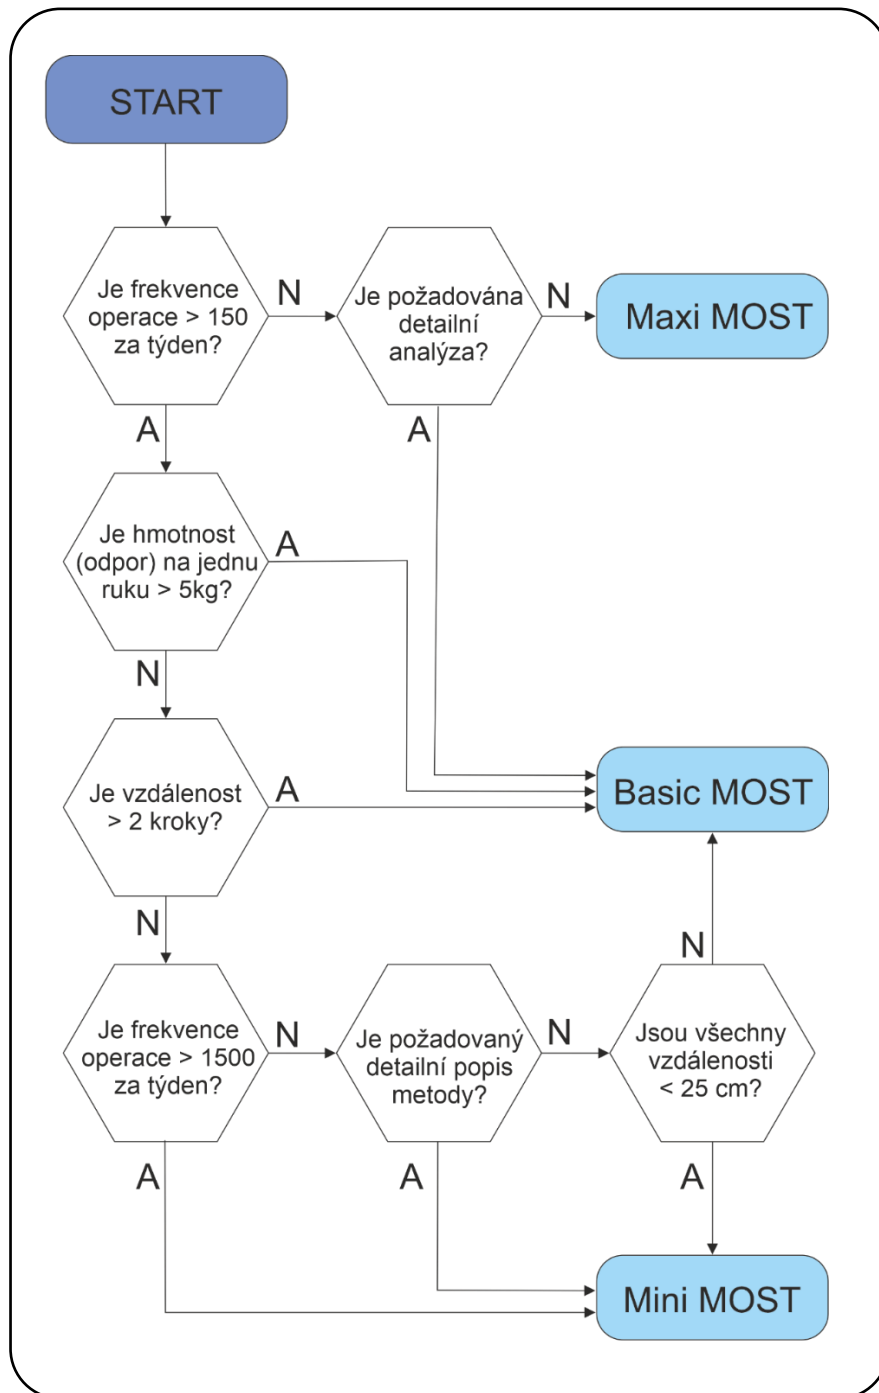 START
Je frekvence
operace > 150
za týden?
N
Je požadována
detailní
analýza?
N
Maxi MOST
A
A
Je hmotnost
(odpor) na jednu
ruku > 5kg?
A
N
Je vzdálenost
> 2 kroky?
A
Basic MOST
N
N
Je frekvence
operace > 1500
za týden?
N
Je požadovaný
detailní popis
metody?
N
Jsou všechny
vzdálenosti
< 25 cm?
A
A
A
Mini MOST